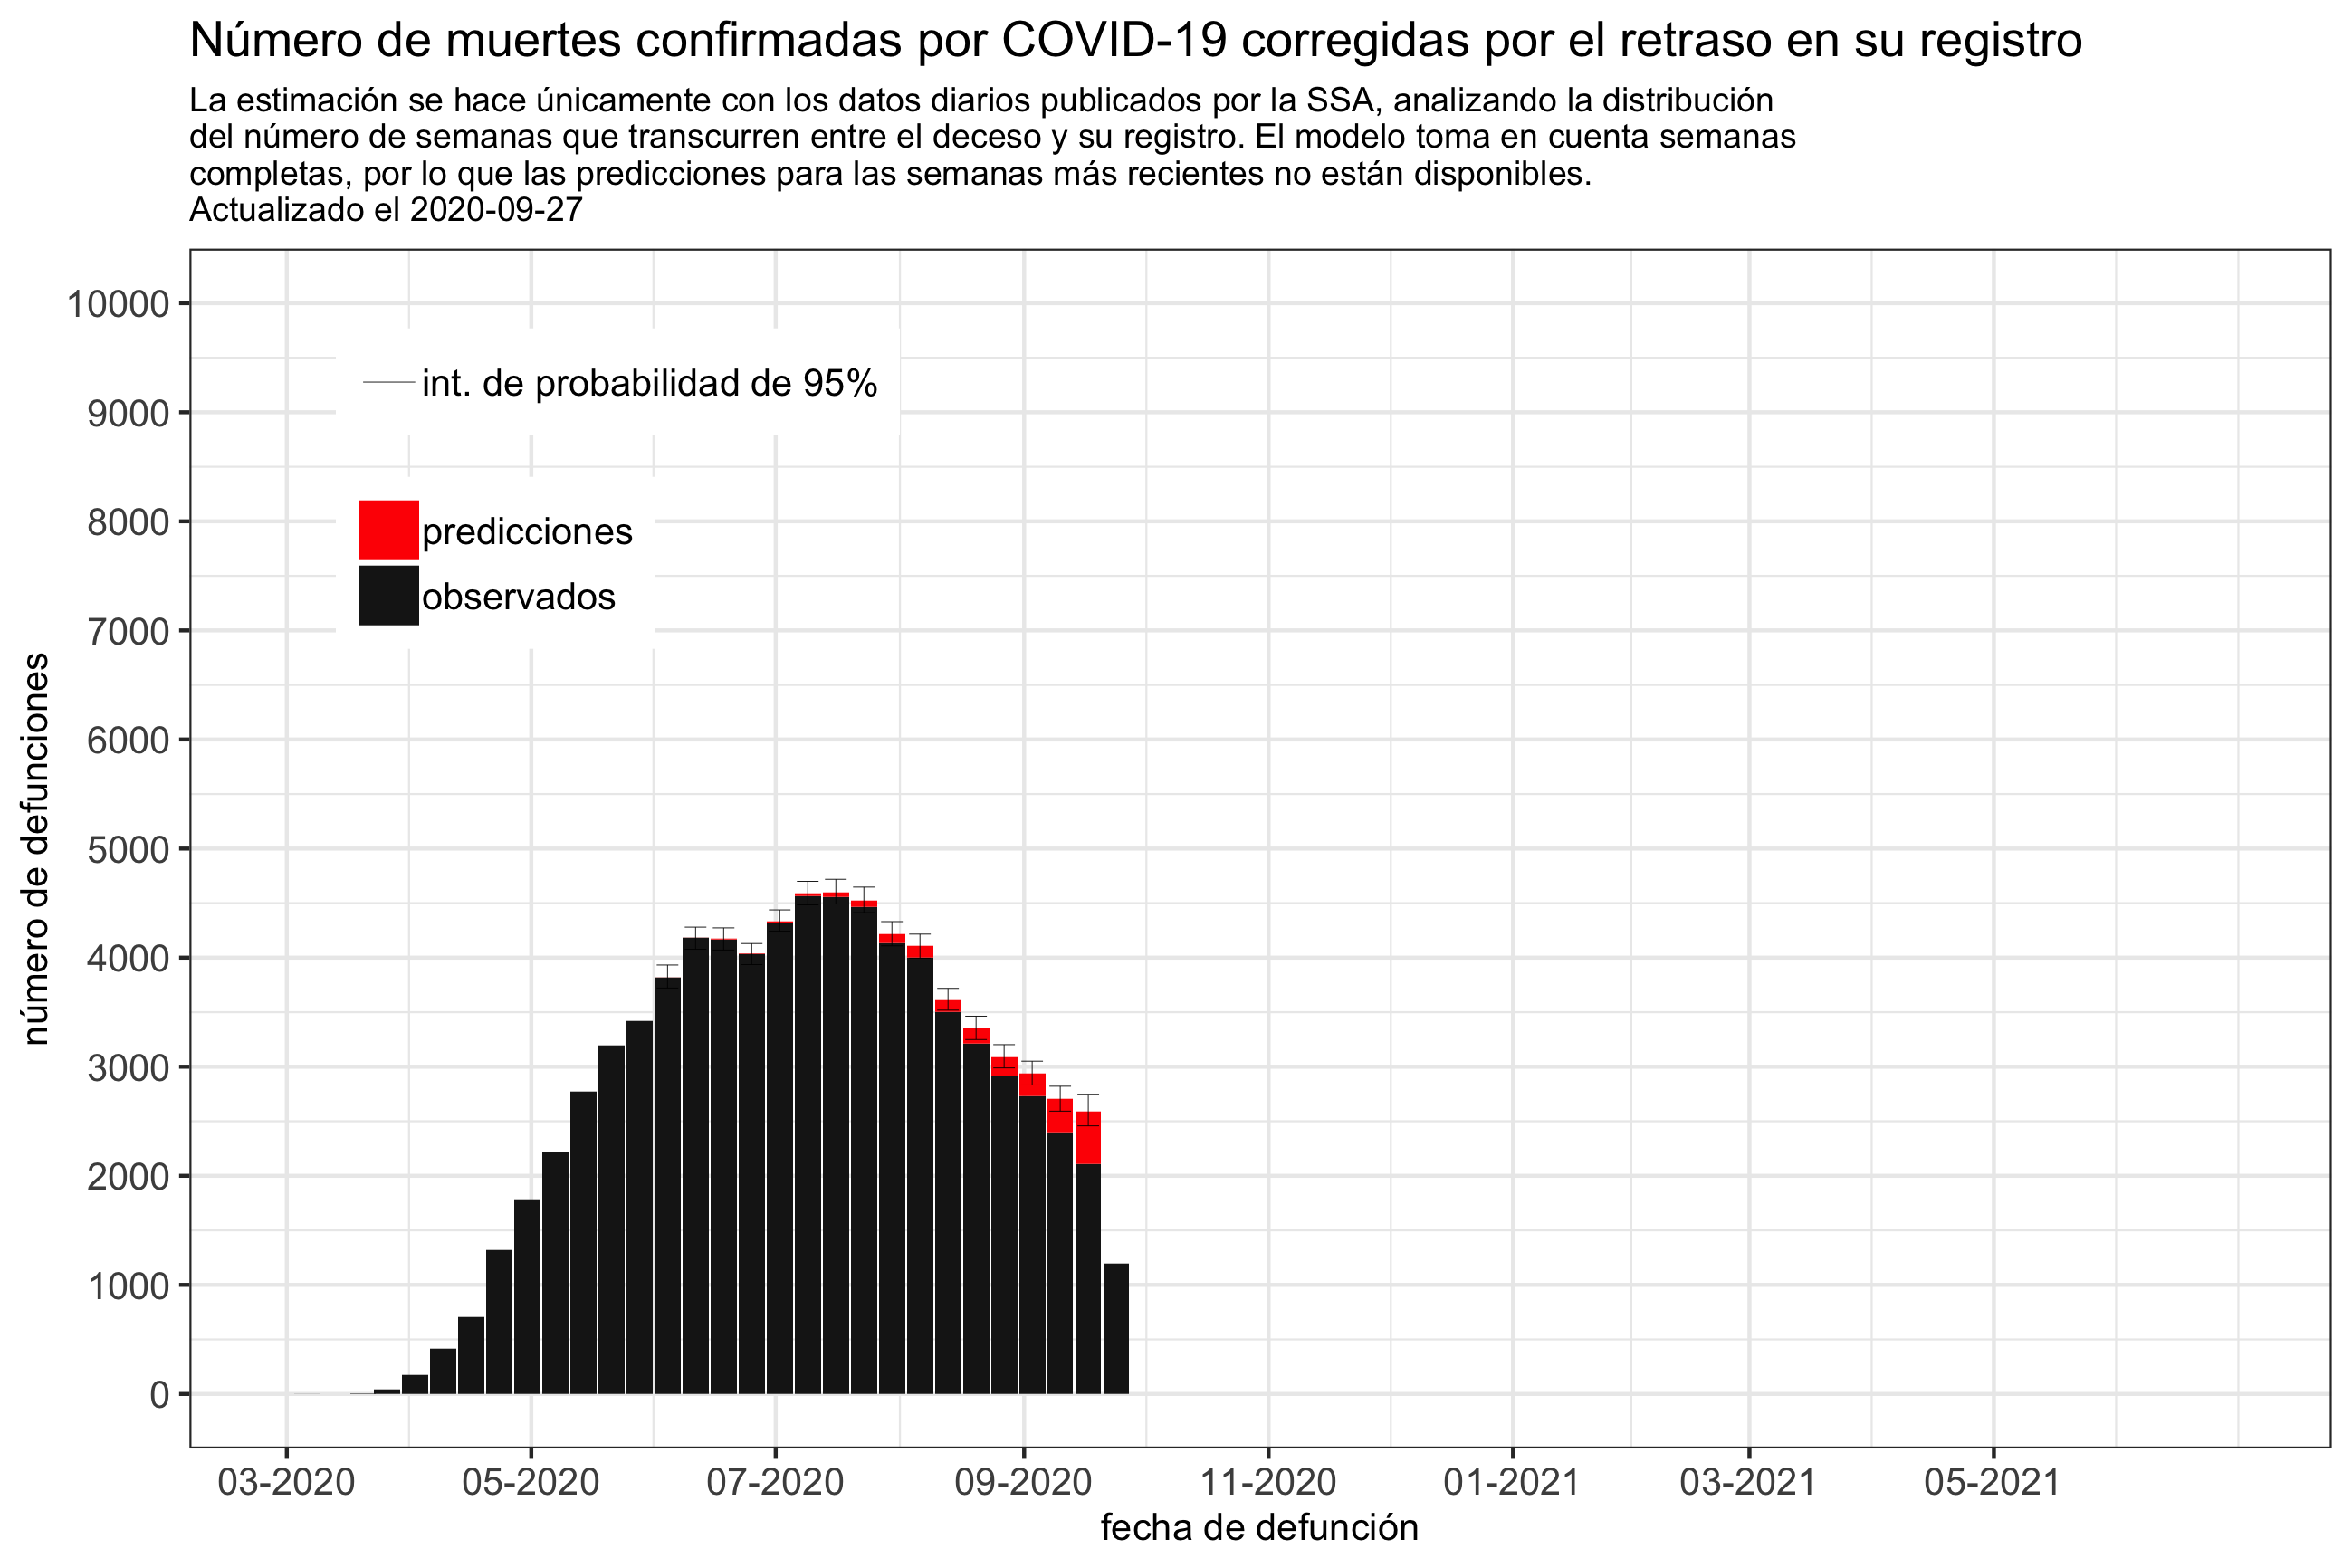 Número de muertes confirmadas por COVID-19 corregidas por el retraso en su registro
La estimación se hace únicamente con los datos diarios publicados por la SSA, analizando la distribución
del número de semanas que transcurren entre el deceso y su registro. El modelo toma en cuenta semanas
completas, por lo que las predicciones para las semanas más recientes no están disponibles.
Actualizado el 2020-09-27
10000
9000
8000
7000
6000
5000
4000
3000
2000
1000
0
número de defunciones
int. de probabilidad de 95%
predicciones
observados
03-2020 05-2020 07-2020 09-2020 11-2020 01-2021 03-2021 05-2021
fecha de defunción